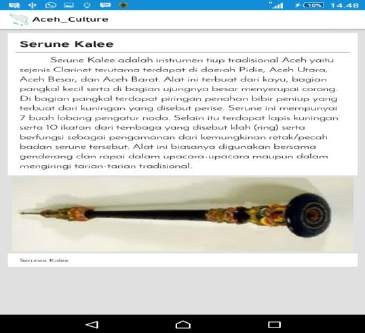 10% 14.48
Aceh_Culture
Serune Kalee
Serune Kalee adalah instrumen tiup tradisional Aceh yaitu
sejenis Clarinet terutama terdapat di daerah Pidie, Aceh Utara,
Aceh Besar, dan Aceh Barat. Alat ini terbuat dari kayu, bagian
pangkal kecil serta di bagian ujungnya besar menyerupai corong.
Di bagian pangkal terdapat piringan penahan bibir peniup yang
terbuat dari kuningan yang disebut perise. Serune ini mempunyai
7 buah lobang pengatur nada. Selain itu terdapat lapis kuningan
serta 10 ikatan dari tembaga yang disebut klah (ring) serta
berfungsi sebagai pengamanan dari kemungkinan retak/pecah
badan serune tersebut. Alat ini biasanya digunakan bersama
genderang dan rapai dalam upacara-upacara maupun dalam
mengiringi tarian-tarian tradisional.
Serunee Kalee